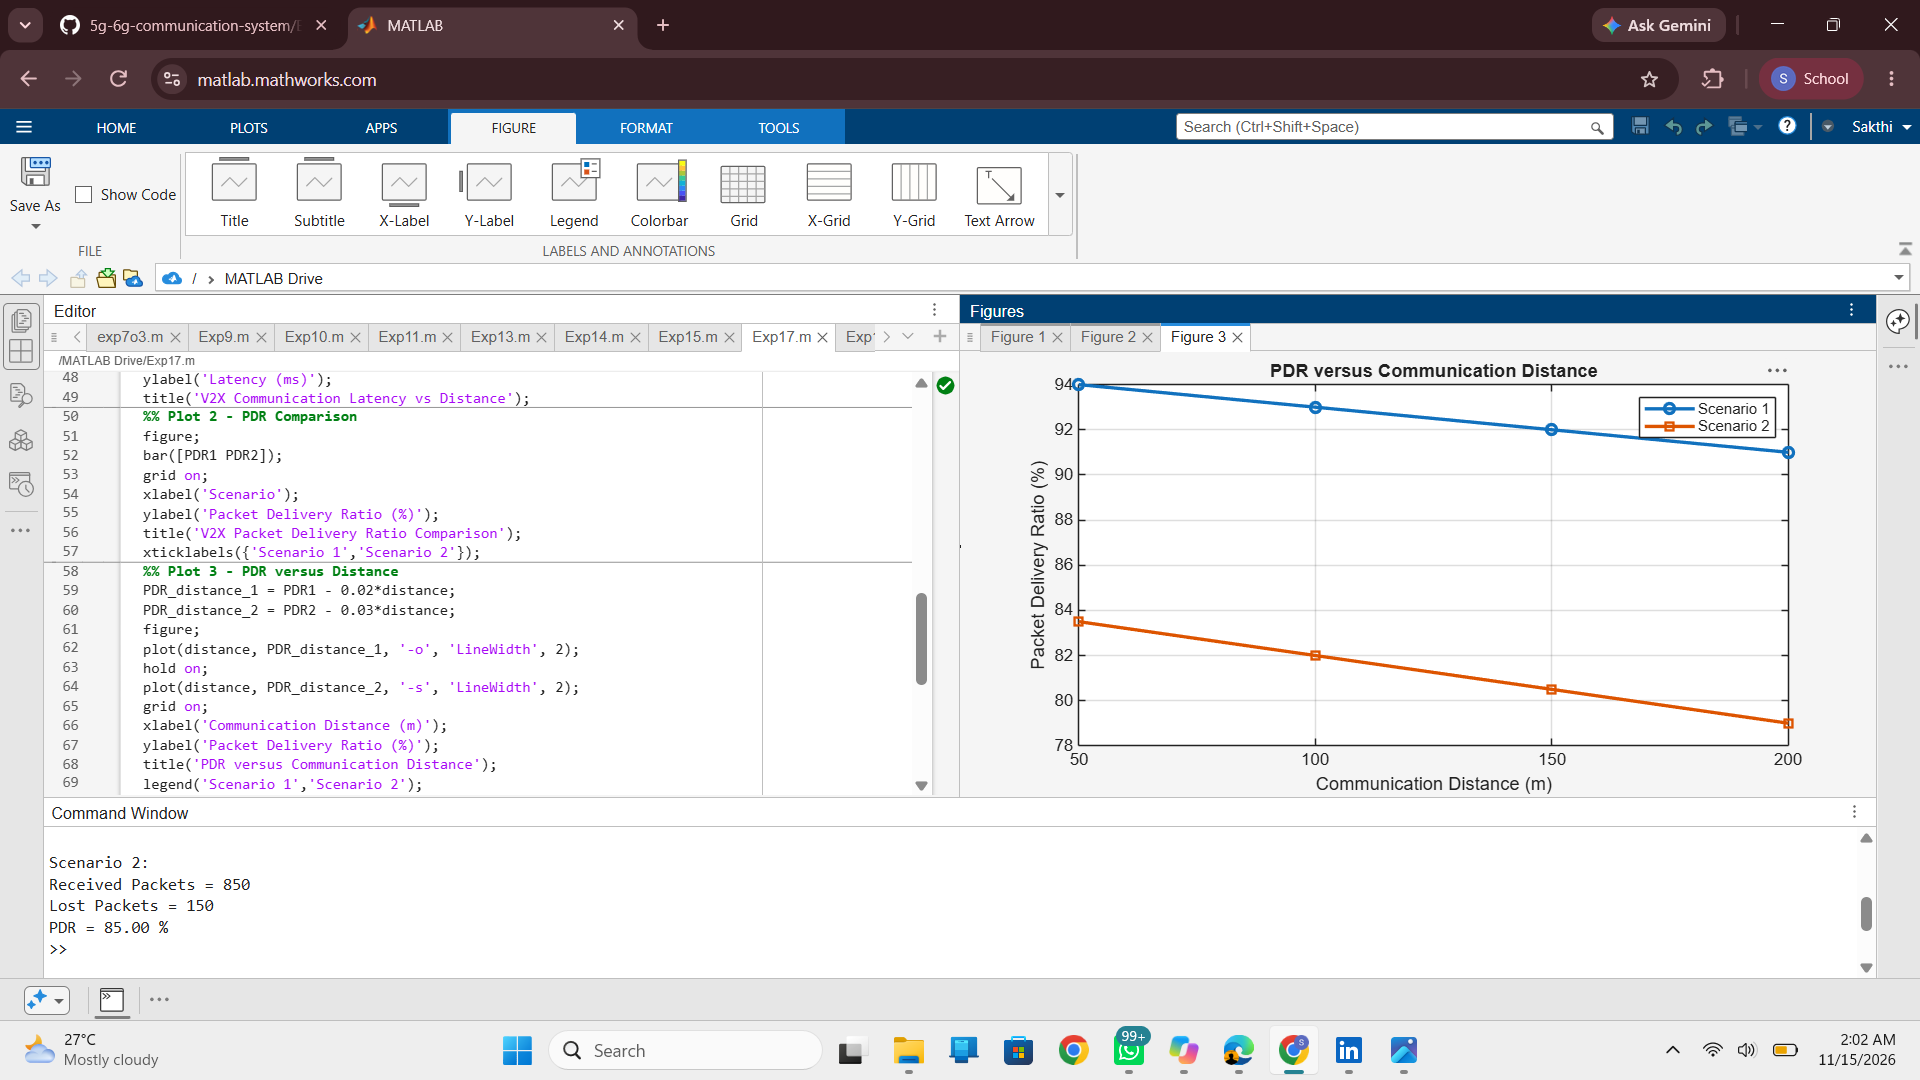 5g-6g-communication-system/
MATLAB
Ask Gemini
matlab.mathworks.com
S School
HOME PLOTS APPS FIGURE FORMAT TOOLS
Search (Ctrl+Shift+Space)
? Sakthi
Save As
Show Code
Title Subtitle X-Label Y-Label Legend Colorbar Grid X-Grid Y-Grid Text Arrow
FILE
LABELS AND ANNOTATIONS
/ > MATLAB Drive
Editor
exp7o3.m Exp9.m Exp10.m Exp11.m Exp13.m Exp14.m Exp15.m Exp17.m
/MATLAB Drive/Exp17.m
48 ylabel('Latency (ms)');
49 title('V2X Communication Latency vs Distance');
50 %% Plot 2 - PDR Comparison
51 figure;
52 bar([PDR1 PDR2]);
53 grid on;
54 xlabel('Scenario');
55 ylabel('Packet Delivery Ratio (%)');
56 title('V2X Packet Delivery Ratio Comparison');
57 xticklabels({'Scenario 1','Scenario 2'});
58 %% Plot 3 - PDR versus Distance
59 PDR_distance_1 = PDR1 - 0.02*distance;
60 PDR_distance_2 = PDR2 - 0.03*distance;
61 figure;
62 plot(distance, PDR_distance_1, '-o', 'LineWidth', 2);
63 hold on;
64 plot(distance, PDR_distance_2, '-s', 'LineWidth', 2);
65 grid on;
66 xlabel('Communication Distance (m)');
67 ylabel('Packet Delivery Ratio (%)');
68 title('PDR versus Communication Distance');
69 legend('Scenario 1','Scenario 2');
Figures
Figure 1 Figure 2 Figure 3
PDR versus Communication Distance
Scenario 1
Scenario 2
Packet Delivery Ratio (%)
94
92
90
88
86
84
82
80
78
50 100 150 200
Communication Distance (m)
Command Window
Scenario 2:
Received Packets = 850
Lost Packets = 150
PDR = 85.00 %
>>
27°C
Mostly cloudy
Search
99+
2:02 AM
11/15/2026